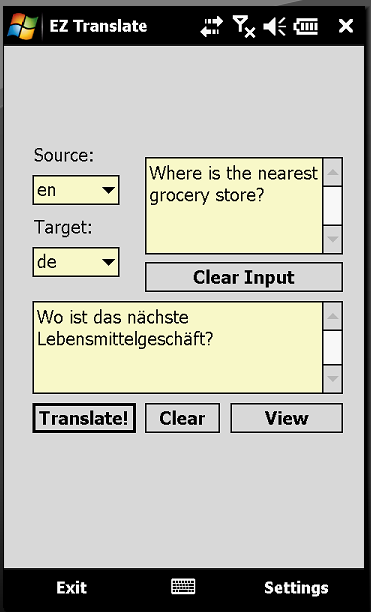 EZ Translate
Source:
en
Where is the nearest
grocery store?
Target:
de
Clear Input
Wo ist das nächste
Lebensmittelgeschäft?
Translate!
Clear
View
Exit
Settings